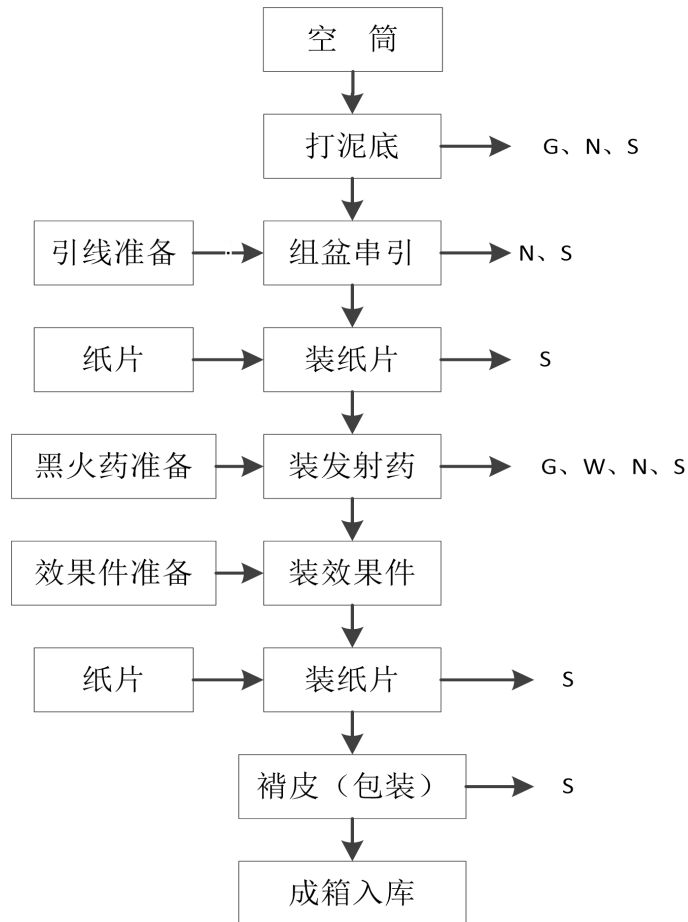 空 筒
打泥底
G、N、S
引线准备
组盆串引
N、S
纸片
装纸片
S
黑火药准备
装发射药
G、W、N、S
效果件准备
装效果件
纸片
装纸片
S
褙皮（包装）
S
成箱入库